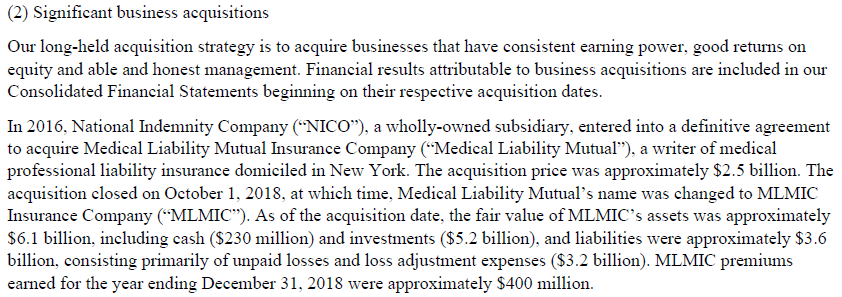 (2) Significant business acquisitions
Our long-held acquisition strategy is to acquire businesses that have consistent earning power, good returns on
equity and able and honest management. Financial results attributable to business acquisitions are included in our
Consolidated Financial Statements beginning on their respective acquisition dates.
In 2016, National Indemnity Company (“NICO”), a wholly-owned subsidiary, entered into a definitive agreement
to acquire Medical Liability Mutual Insurance Company (“Medical Liability Mutual”), a writer of medical
professional liability insurance domiciled in New York. The acquisition price was approximately $2.5 billion. The
acquisition closed on October 1, 2018, at which time, Medical Liability Mutual’s name was changed to MLMIC
Insurance Company (“MLMIC”). As of the acquisition date, the fair value of MLMIC’s assets was approximately
$6.1 billion, including cash ($230 million) and investments ($5.2 billion), and liabilities were approximately $3.6
billion, consisting primarily of unpaid losses and loss adjustment expenses ($3.2 billion). MLMIC premiums
earned for the year ending December 31, 2018 were approximately $400 million.